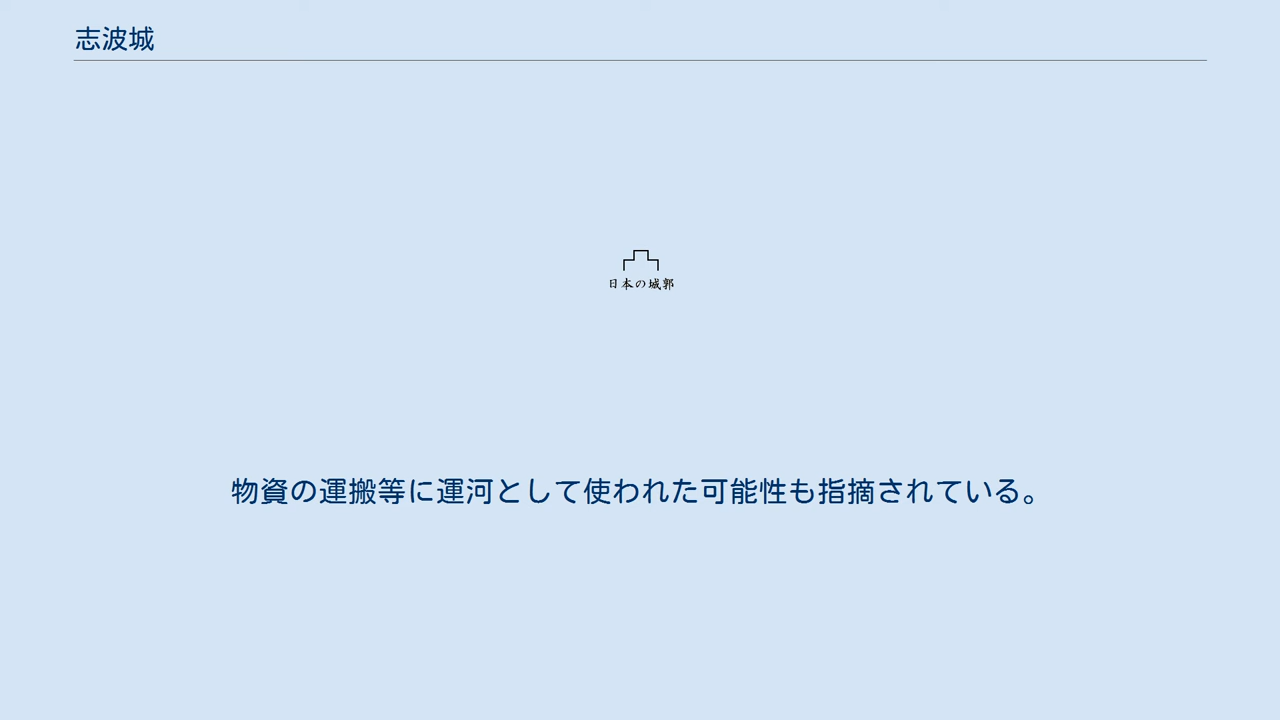 志波城
日本の城郭
物資の運搬等に運河として使われた可能性も指摘されている。